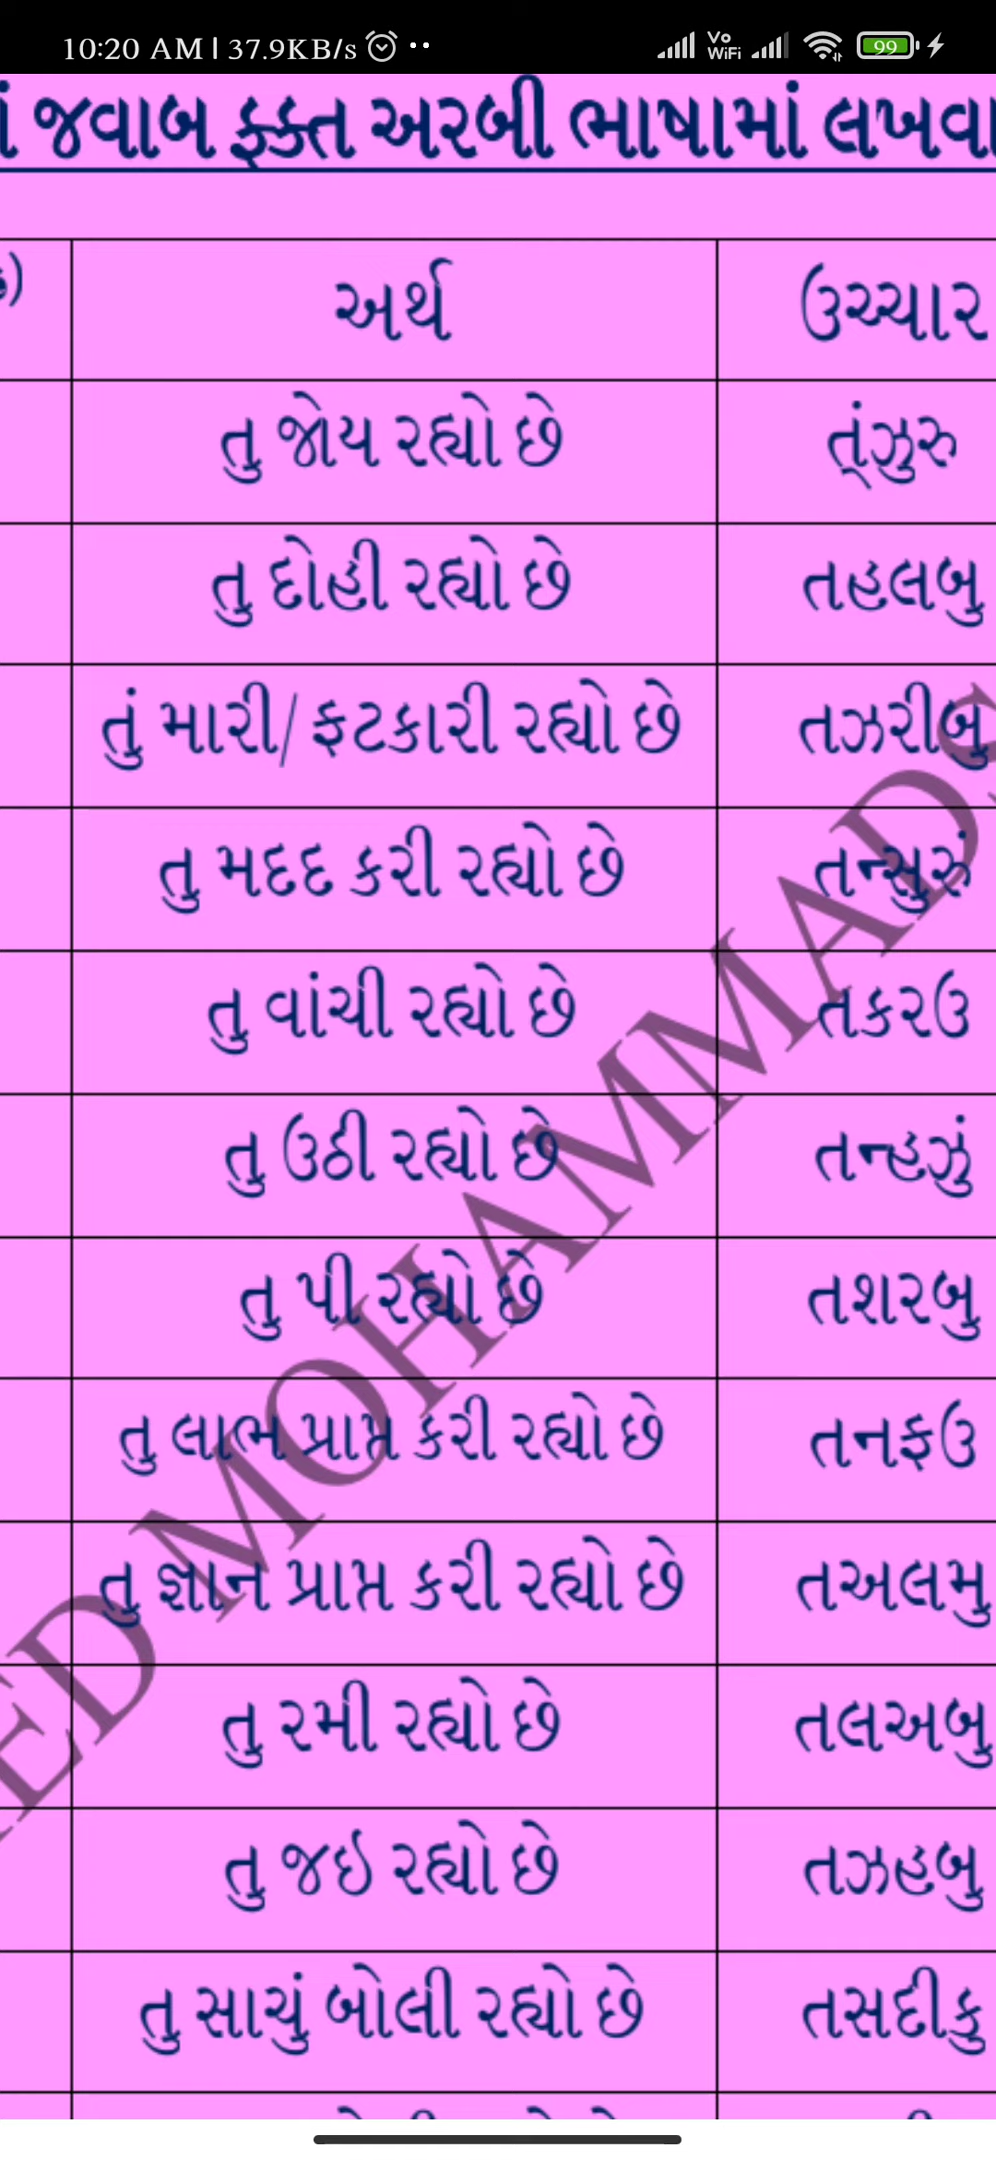 10:20 AM | 37.9KB/s
Vo WiFi
99
જવાબ ફક્ત અરબી ભાષામાં લખવા
અર્થ ઉચ્ચાર
તુ જોય રહ્યો છે ત્ંઝુરુ
તુ દોહી રહ્યો છે તહલબુ
તું મારી/ ફટકારી રહ્યો છે તઝરીબુ
તુ મદદ કરી રહ્યો છે તન્સુરું
તુ વાંચી રહ્યો છે તકરઉ
તુ ઉઠી રહ્યો છે તન્હઝું
તુ પી રહ્યો છે તશરબુ
તુ લાભ પ્રાપ્ત કરી રહ્યો છે તનફઉ
તુ જ્ઞાન પ્રાપ્ત કરી રહ્યો છે તઅલમુ
તુ રમી રહ્યો છે તલઅબુ
તુ જઇ રહ્યો છે તઝહબુ
તુ સાચું બોલી રહ્યો છે તસદીકુ
MOHAMMAD